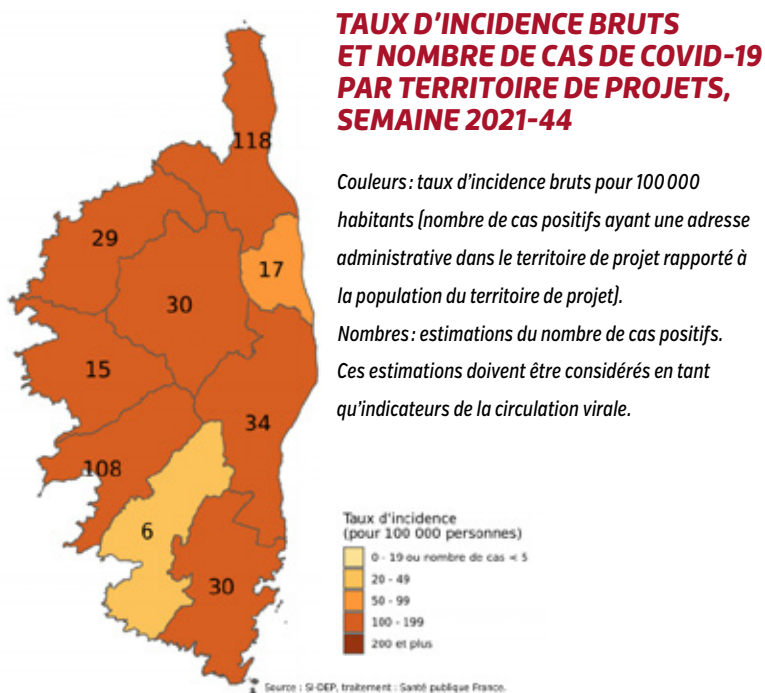 TAUX D'INCIDENCE BRUTS
ET NOMBRE DE CAS DE COVID-19
PAR TERRITOIRE DE PROJETS,
SEMAINE 2021-44
Couleurs : taux d'incidence bruts pour 100 000
habitants (nombre de cas positifs ayant une adresse
administrative dans le territoire de projet rapporté à
la population du territoire de projet).
Nombres : estimations du nombre de cas positifs.
Ces estimations doivent être considérés en tant
qu'indicateurs de la circulation virale.
118
29
17
30
15
34
108
6
30
Taux d'incidence
(pour 100 000 personnes)
0 - 19 ou nombre de cas < 5
20 - 49
50 - 99
100 - 199
200 et plus
Source : SI-DEP, traitement : Santé publique France.